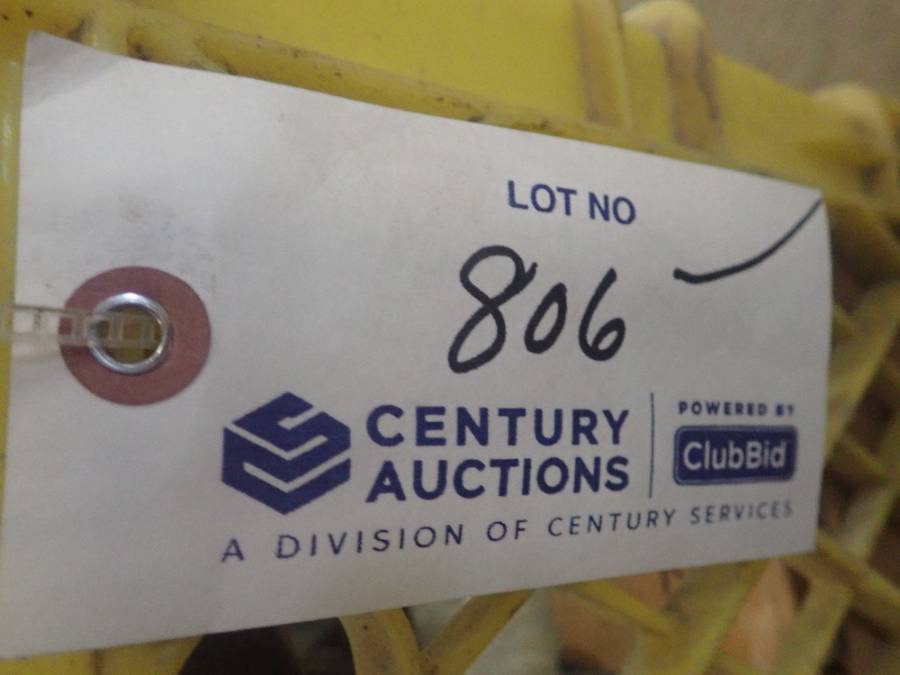 LOT NO
806
CENTURY
AUCTIONS
POWERED BY
ClubBid
A DIVISION OF CENTURY SERVICES